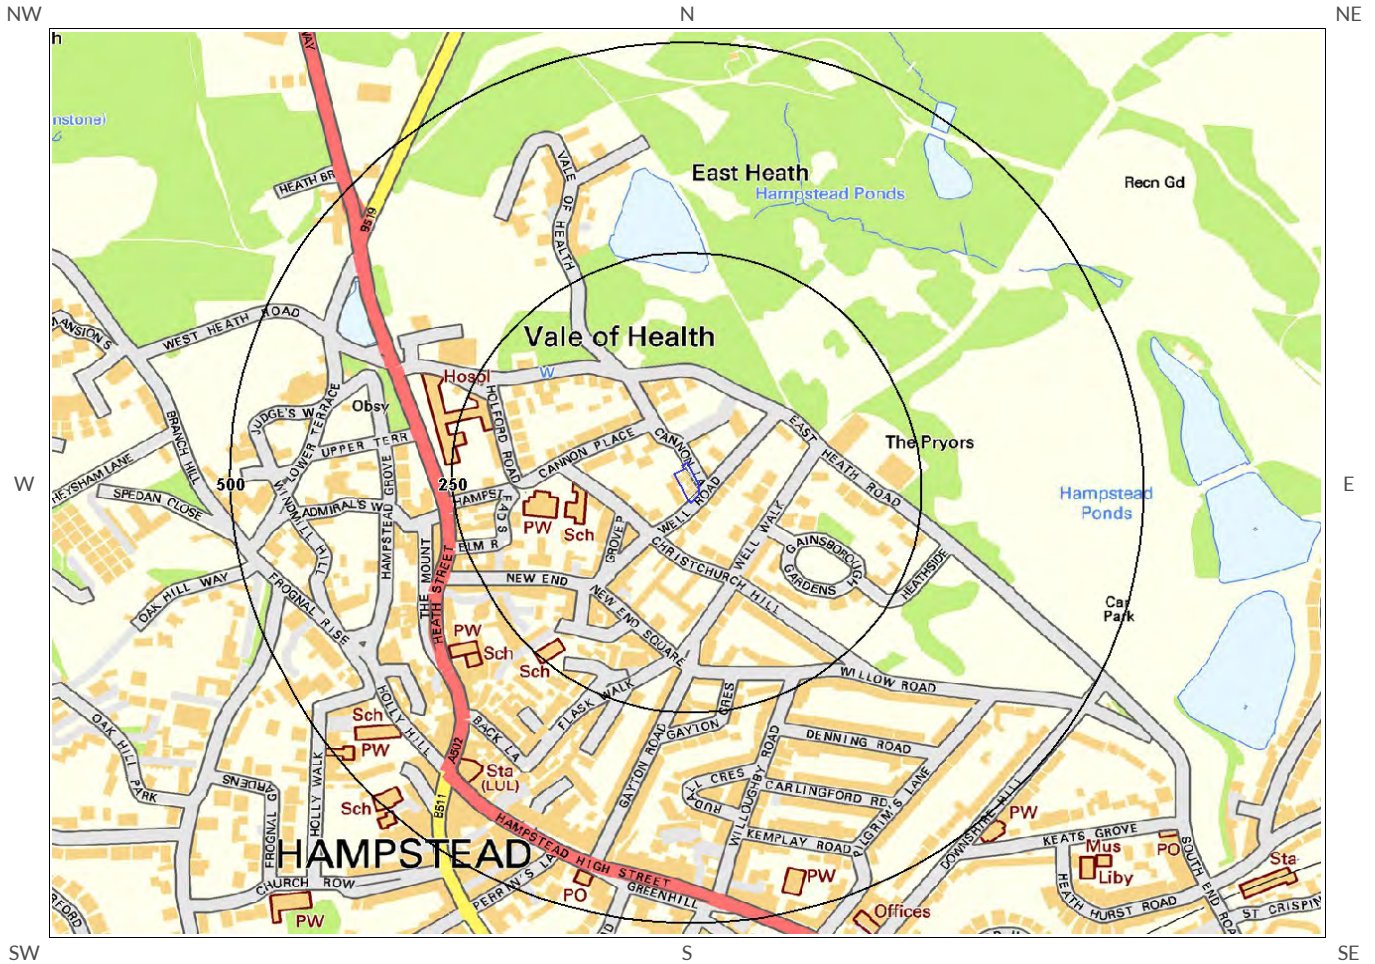 NW
N
NE
h
WAY
nstone)
HEATH BR
B519
VALE OF HEALTH
East Heath
Hampstead Ponds
Recn Gd
MANSIONS
WEST HEATH ROAD
Vale of Health
W
Hospl
Obsy
JUDGE'S W
LOWER TERRACE
UPPER TERR
BRANCH HILL
HOLFORD ROAD
CANNON PLACE
CANNON LA
EAST HEATH ROAD
The Pryors
W
500
250
E
HEYSHAM LANE
SPEDAN CLOSE
WINDMILL HILL
ADMIRAL'S W
HAMPSTEAD GROVE
HAMPST
EAD S
ELM R
PW
Sch
GROVE P
WELL ROAD
WELL WALK
Hampstead
Ponds
CHRISTCHURCH HILL
GAINSBOROUGH
GARDENS
HEATHSIDE
OAK HILL WAY
FROGNAL RISE
THE MOUNT
HEATH STREET
NEW END
NEW END SQUARE
Car
Park
PW
Sch
Sch
WILLOW ROAD
FLASK WALK
HOLLY HILL
BACK LA
GAYTON CRES
GAYTON ROAD
OAK HILL PARK
Sch
PW
A502
Sta
(LUL)
DENNING ROAD
WILLOUGHBY ROAD
RUDALL CRES
CARLINGFORD RD
PILGRIM'S LANE
DOWNSHIRE HILL
HOLLY WALK
FROGNAL GARDENS
Sch
B511
HAMPSTEAD
HAMPSTEAD HIGH STREET
KEMPLAY ROAD
PW
KEATS GROVE
PO
Mus
Liby
SOUTH END ROAD
Sta
CHURCH ROW
PW
PERRIN'S LA
PO
GREENHILL
PW
Offices
HEATH HURST ROAD
ST CRISPIN
SW
S
SE